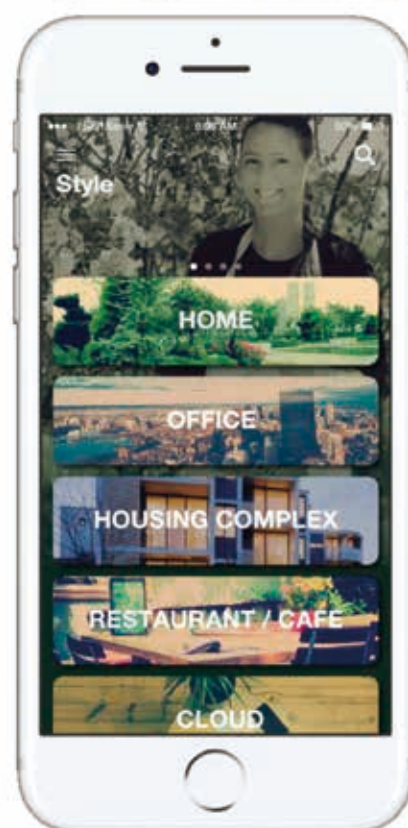 Style
HOME
OFFICE
HOUSING COMPLEX
RESTAURANT / CAFE
CLOUD